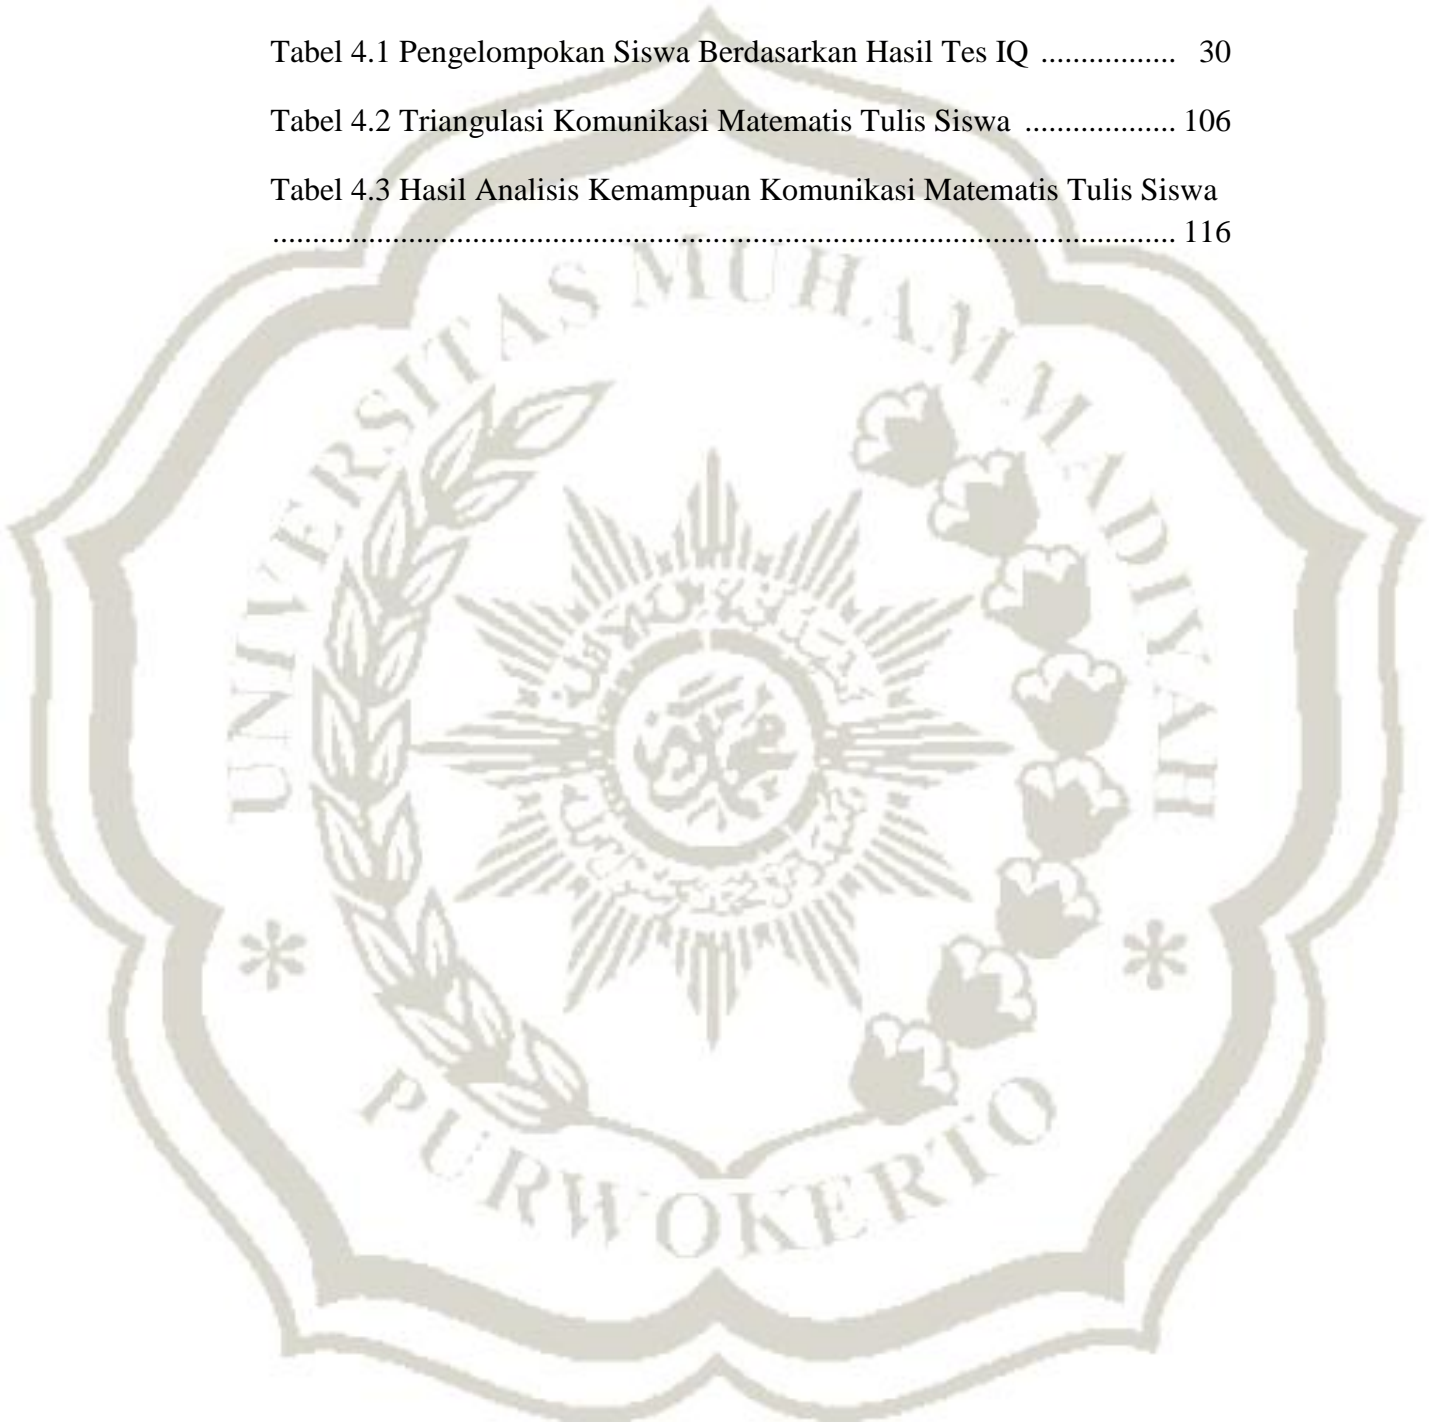 Tabel 4.1 Pengelompokan Siswa Berdasarkan Hasil Tes IQ ................ 30
Tabel 4.2 Triangulasi Komunikasi Matematis Tulis Siswa ................... 106
Tabel 4.3 Hasil Analisis Kemampuan Komunikasi Matematis Tulis Siswa
.................................................................................................................. 116
UNIVERSITAS MUHAMMADIYAH
PURWOKERTO